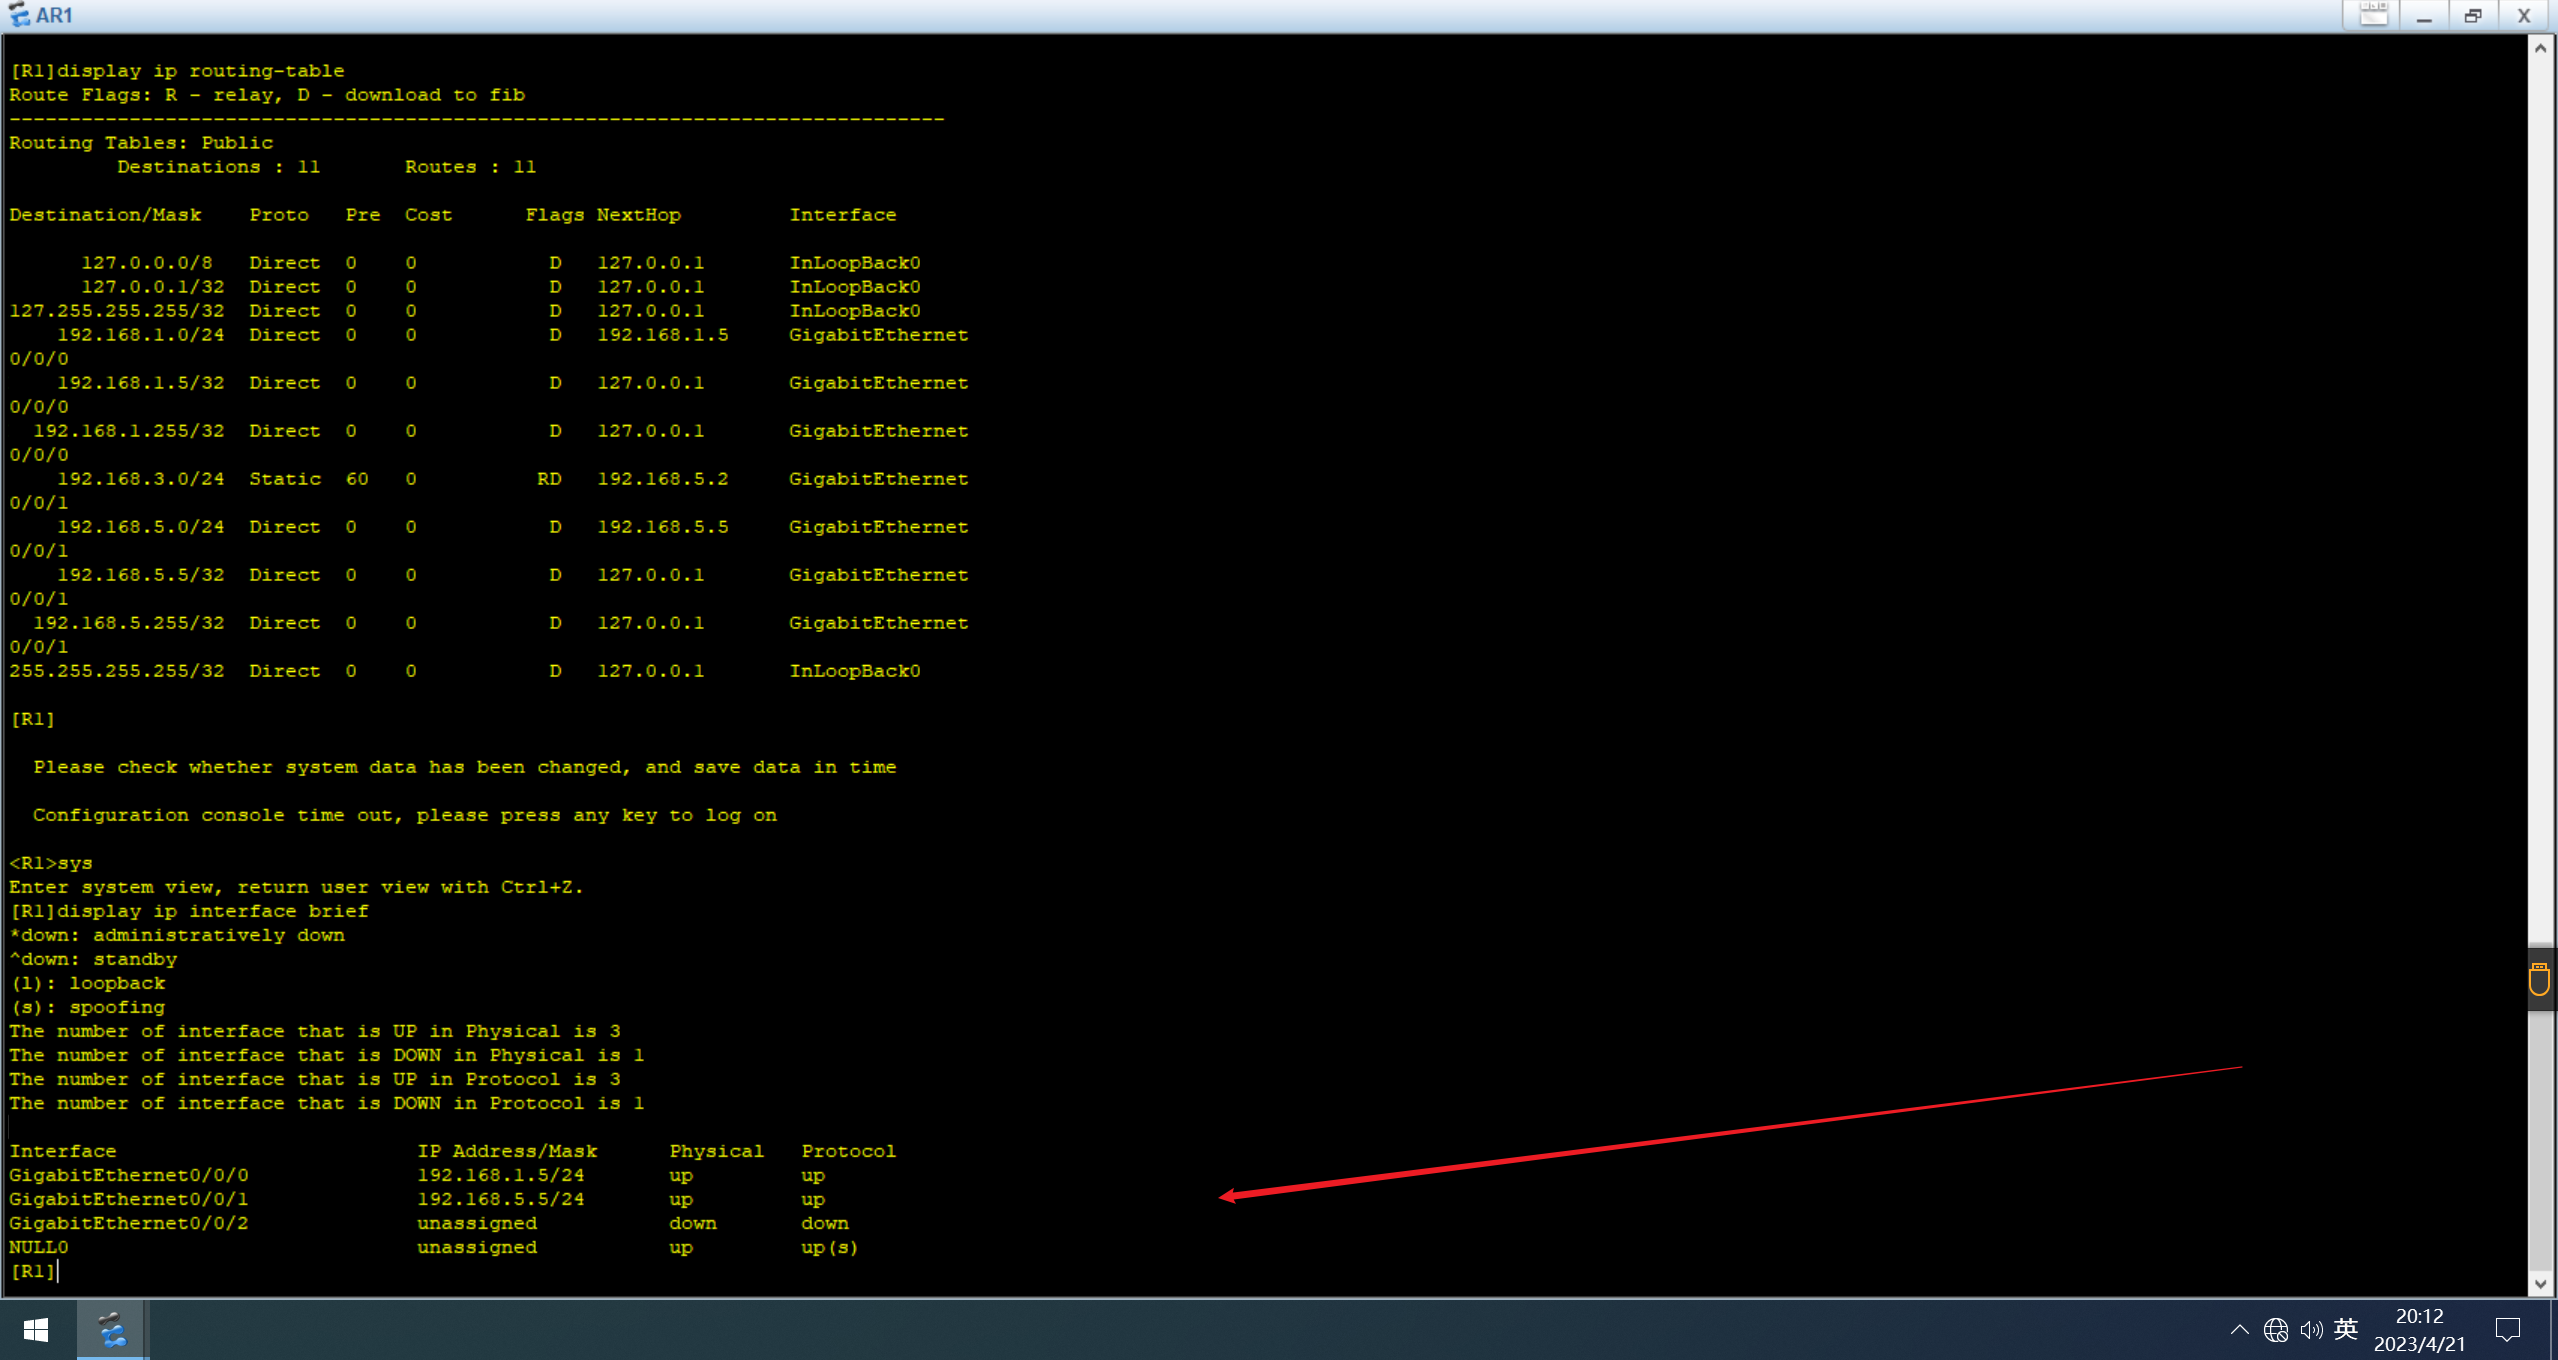 AR1
[R1]display ip routing-table
Route Flags: R - relay, D - download to fib
------------------------------------------------------------------------------
Routing Tables: Public
         Destinations : 11       Routes : 11

Destination/Mask    Proto   Pre  Cost      Flags NextHop         Interface

      127.0.0.0/8   Direct  0    0           D   127.0.0.1       InLoopBack0
      127.0.0.1/32  Direct  0    0           D   127.0.0.1       InLoopBack0
127.255.255.255/32  Direct  0    0           D   127.0.0.1       InLoopBack0
    192.168.1.0/24  Direct  0    0           D   192.168.1.5     GigabitEthernet
0/0/0
    192.168.1.5/32  Direct  0    0           D   127.0.0.1       GigabitEthernet
0/0/0
  192.168.1.255/32  Direct  0    0           D   127.0.0.1       GigabitEthernet
0/0/0
    192.168.3.0/24  Static  60   0          RD   192.168.5.2     GigabitEthernet
0/0/1
    192.168.5.0/24  Direct  0    0           D   192.168.5.5     GigabitEthernet
0/0/1
    192.168.5.5/32  Direct  0    0           D   127.0.0.1       GigabitEthernet
0/0/1
  192.168.5.255/32  Direct  0    0           D   127.0.0.1       GigabitEthernet
0/0/1
255.255.255.255/32  Direct  0    0           D   127.0.0.1       InLoopBack0

[R1]

  Please check whether system data has been changed, and save data in time

  Configuration console time out, please press any key to log on

<R1>sys
Enter system view, return user view with Ctrl+Z.
[R1]display ip interface brief
*down: administratively down
^down: standby
(l): loopback
(s): spoofing
The number of interface that is UP in Physical is 3
The number of interface that is DOWN in Physical is 1
The number of interface that is UP in Protocol is 3
The number of interface that is DOWN in Protocol is 1

Interface                         IP Address/Mask      Physical   Protocol
GigabitEthernet0/0/0              192.168.1.5/24       up         up
GigabitEthernet0/0/1              192.168.5.5/24       up         up
GigabitEthernet0/0/2              unassigned           down       down
NULL0                             unassigned           up         up(s)
[R1]
英
20:12
2023/4/21